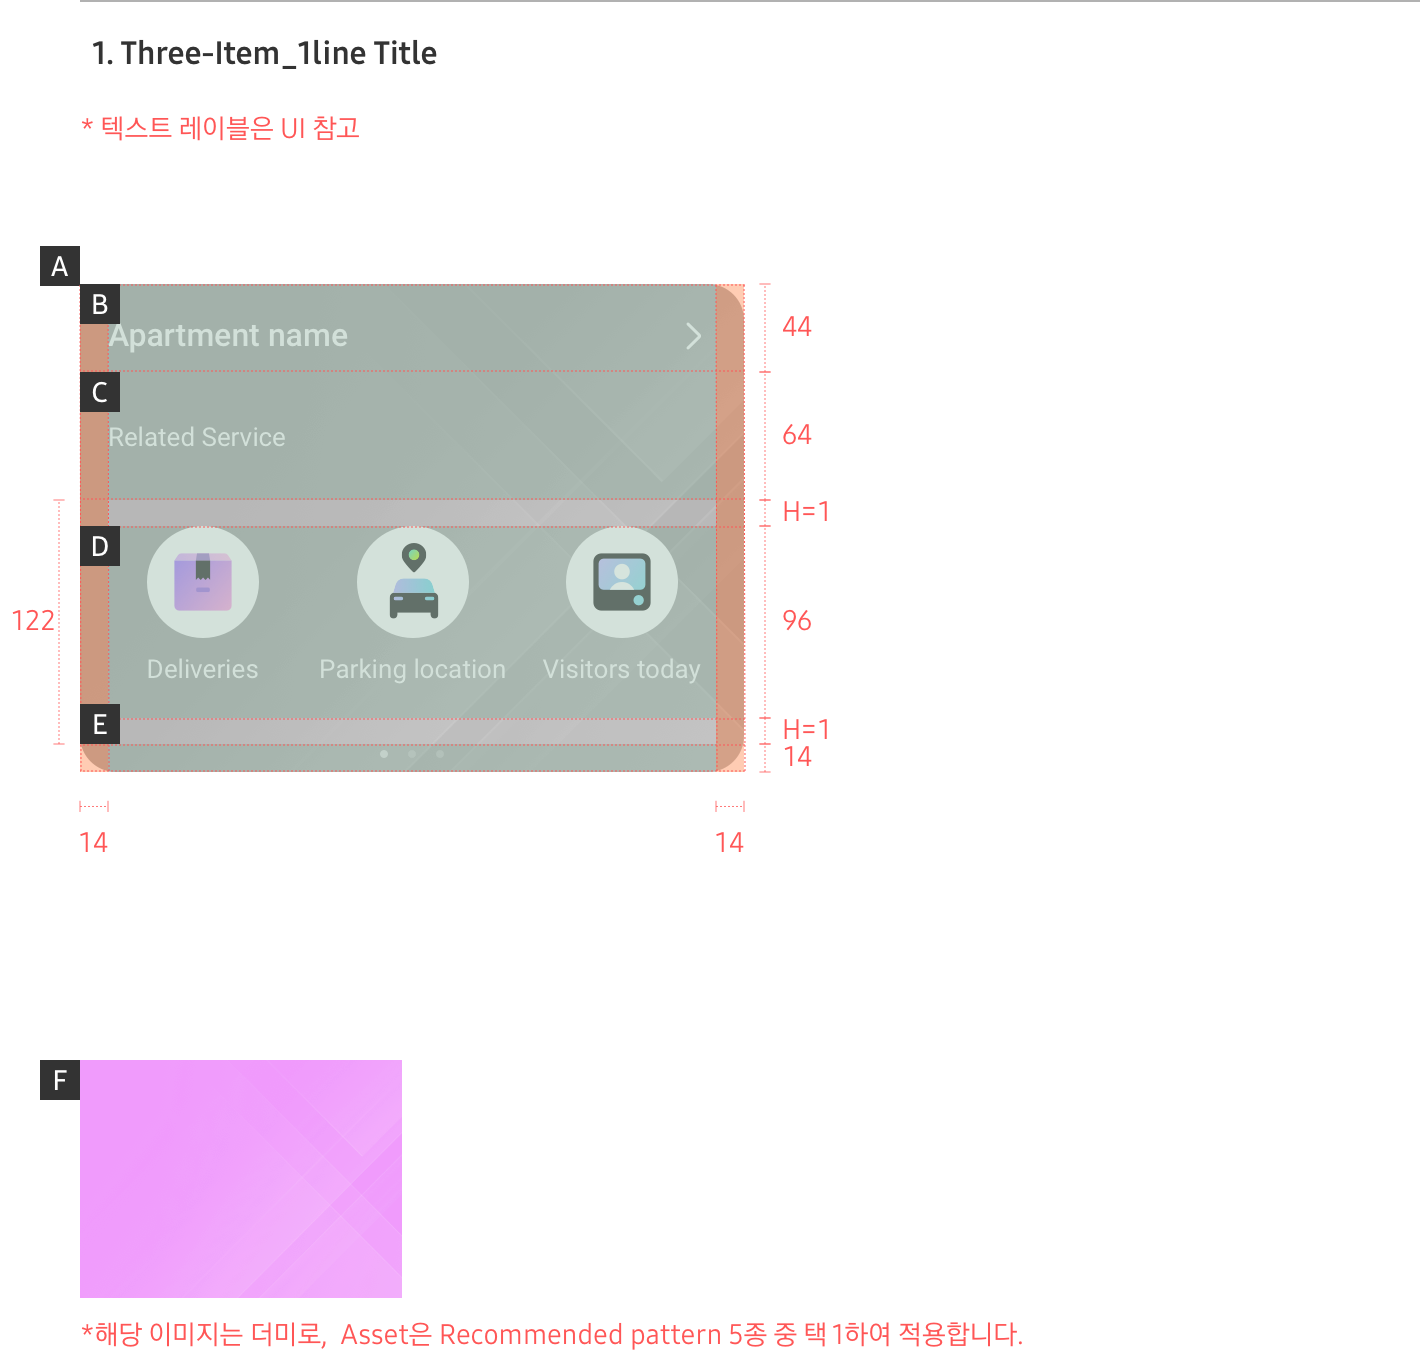 1. Three-Item_1line Title
* 텍스트 레이블은 UI 참고
A
B
Apartment name
44
C
Related Service
64
H=1
D
122
96
Deliveries
Parking location
Visitors today
E
H=1
14
14
14
F
*해당 이미지는 더미로, Asset은 Recommended pattern 5종 중 택 1하여 적용합니다.